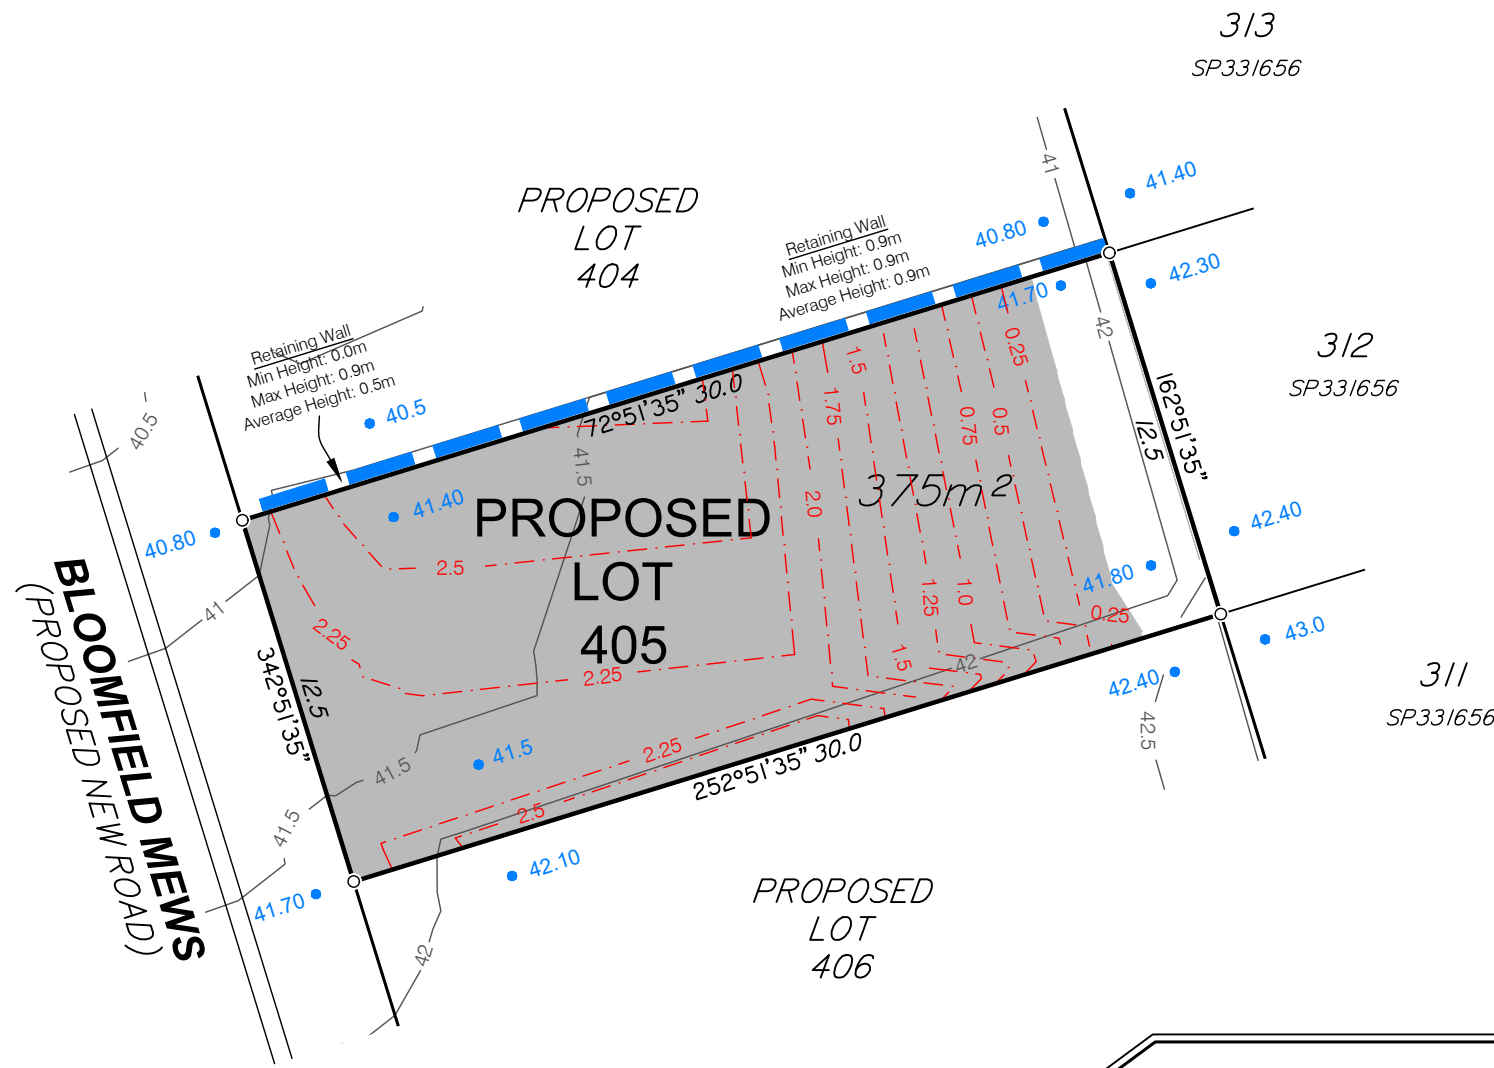 313
SP331656
41
41.40
40.80
42.30
41.70
42
PROPOSED
LOT
404
Retaining Wall
Min Height: 0.9m
Max Height: 0.9m
Average Height: 0.9m
Retaining Wall
Min Height: 0.0m
Max Height: 0.9m
Average Height: 0.5m
40.5
40.5
312
SP331656
162°51'35"
12.5
72°51'35" 30.0
0.25
1.5
1.75
0.75
0.5
41.5
375m²
2.0
41.40
40.80
42.40
PROPOSED
LOT
405
2.5
41.80
1.25
1.0
0.25
41
2.25
43.0
BLOOMFIELD MEWS
(PROPOSED NEW ROAD)
342°51'35"
12.5
2.25
1.5
42
42.40
311
SP331656
42.5
2.25
41.5
41.5
252°51'35" 30.0
2.5
41.5
42.10
41.70
42
PROPOSED
LOT
406